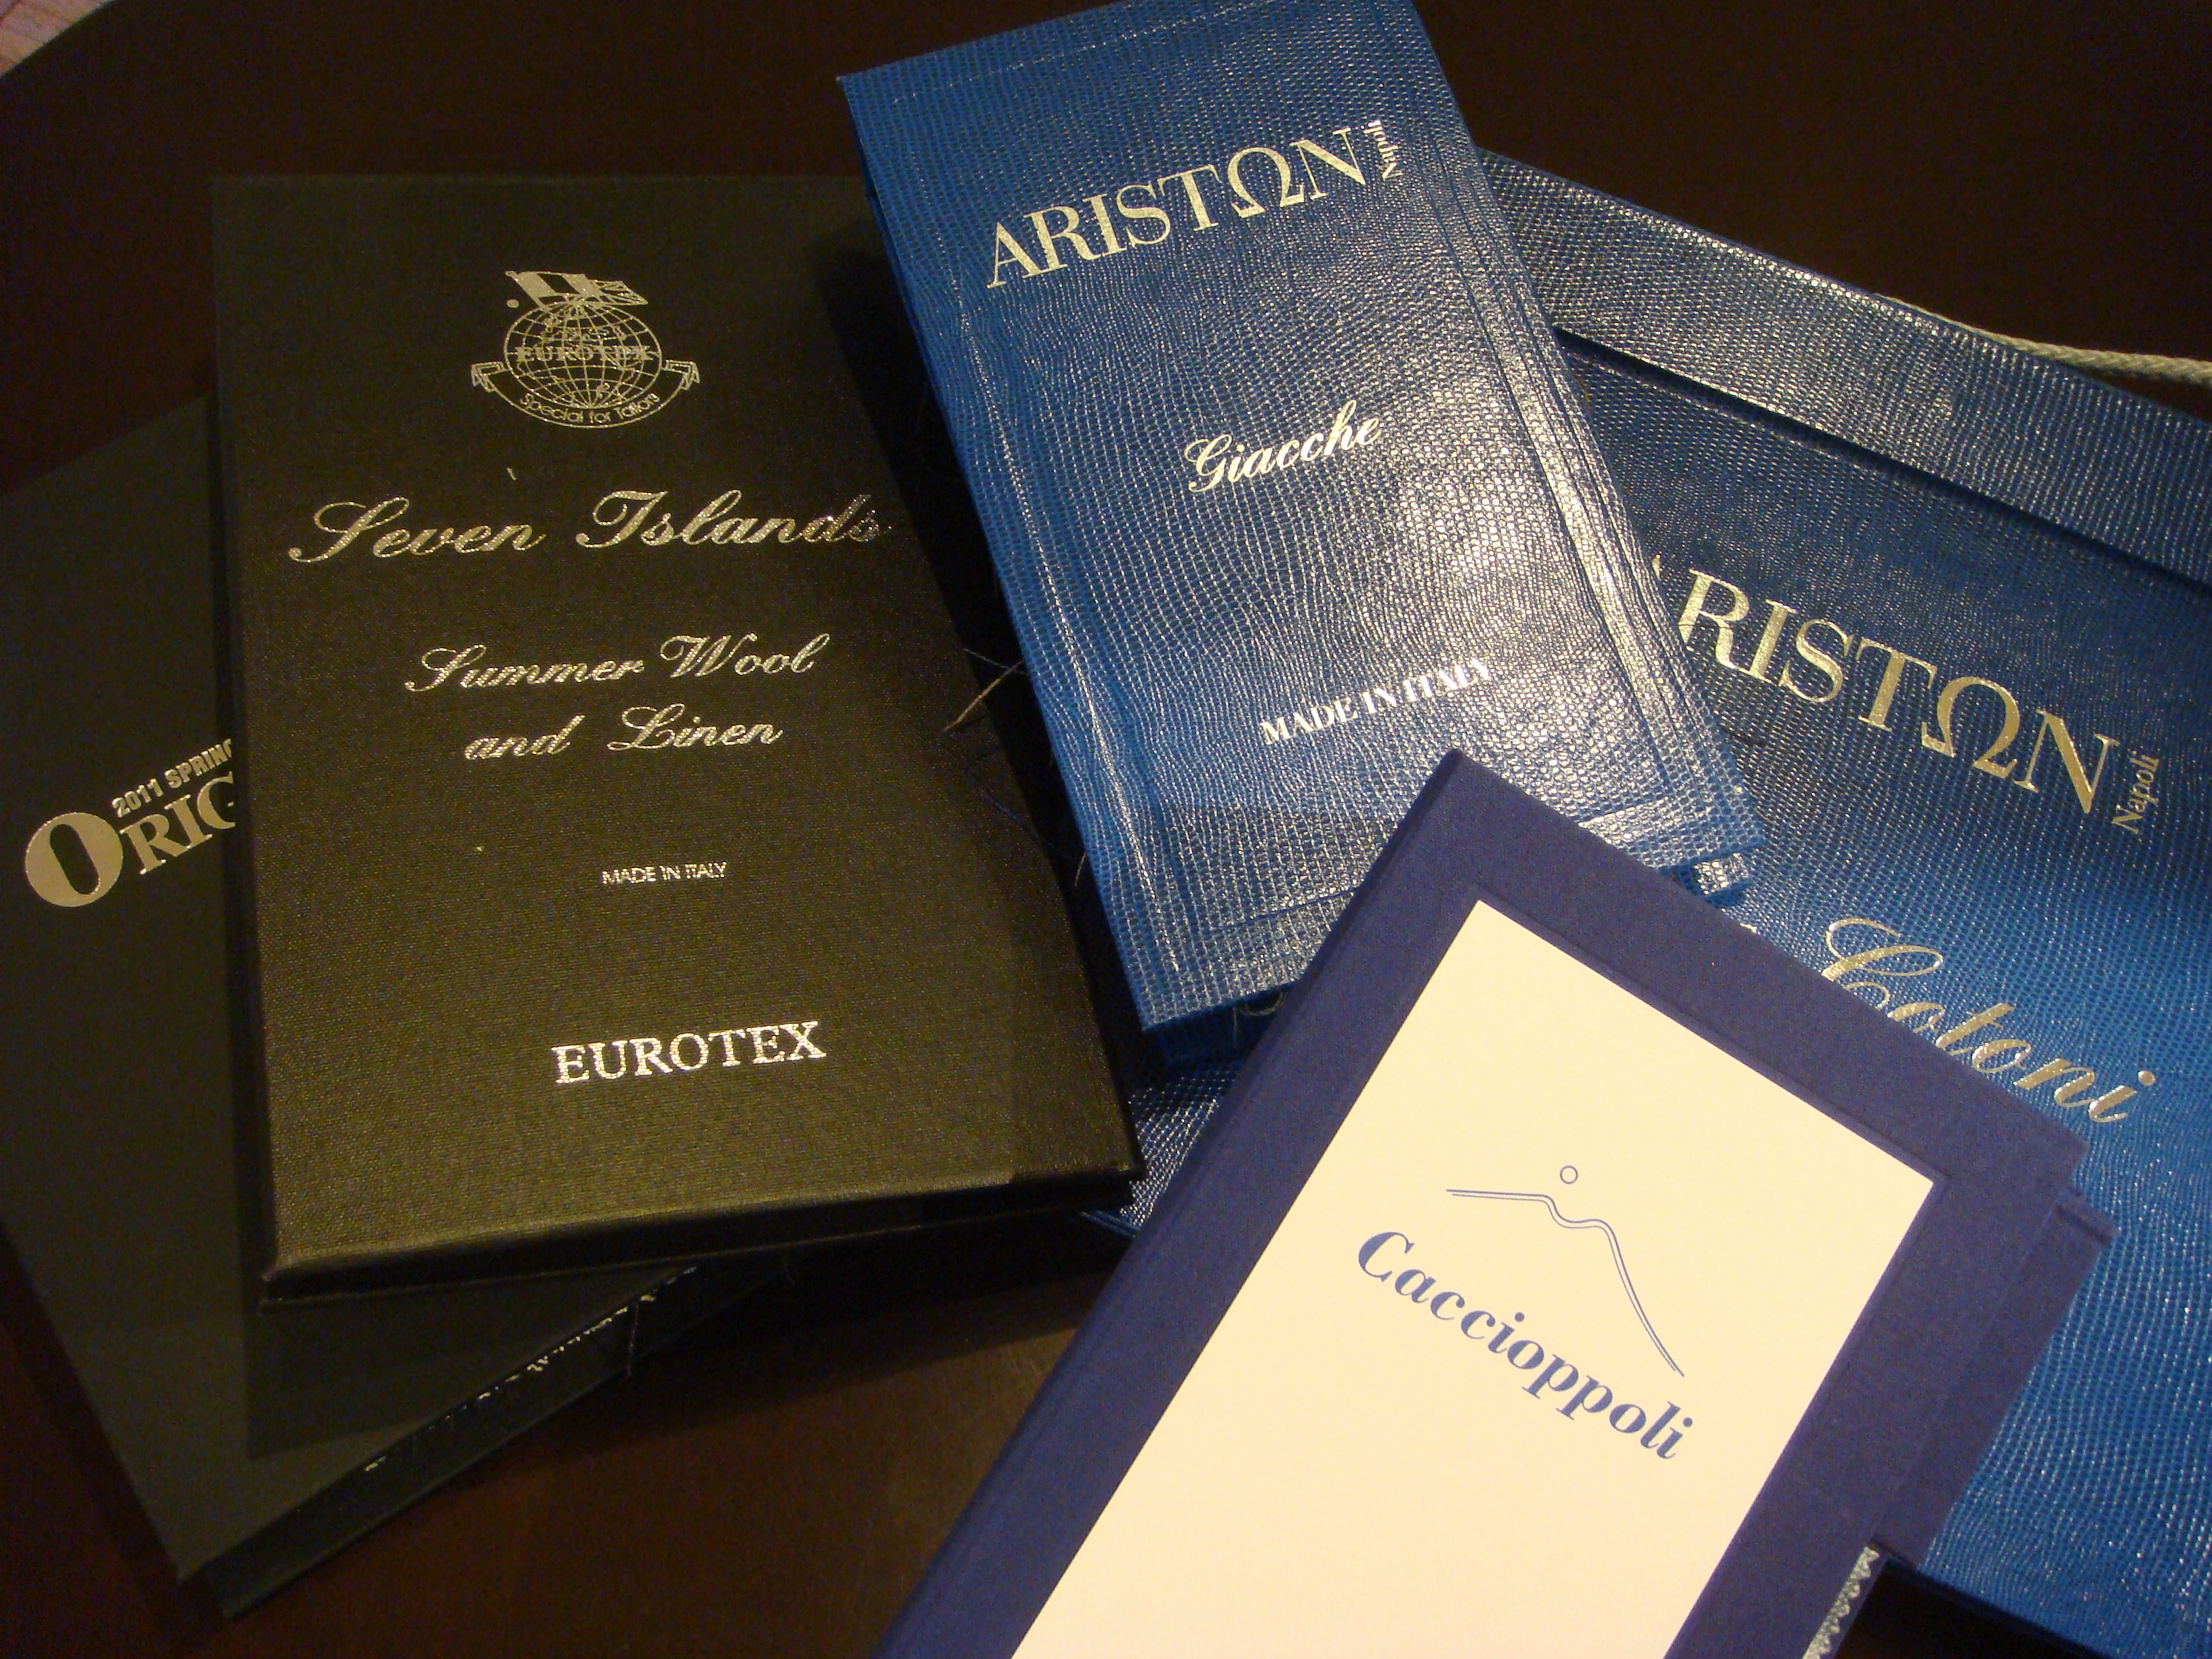 2011 SPRING
ORIG
EUROTEX
Special for Tailors
Seven Islands
Summer Wool
and Linen
MADE IN ITALY
EUROTEX
ARISTΩN
Napoli
Giacche
MADE IN ITALY
RISTΩN
Napoli
Cotoni
Caccioppoli